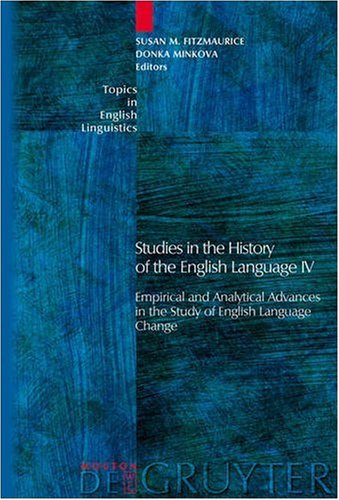 SUSAN M. FITZMAURICE
DONKA MINKOVA
Editors
Topics
in
English
Linguistics
Studies in the History
of the English Language IV
Empirical and Analytical Advances
in the Study of English Language
Change
MOUTON
DE GRUYTER